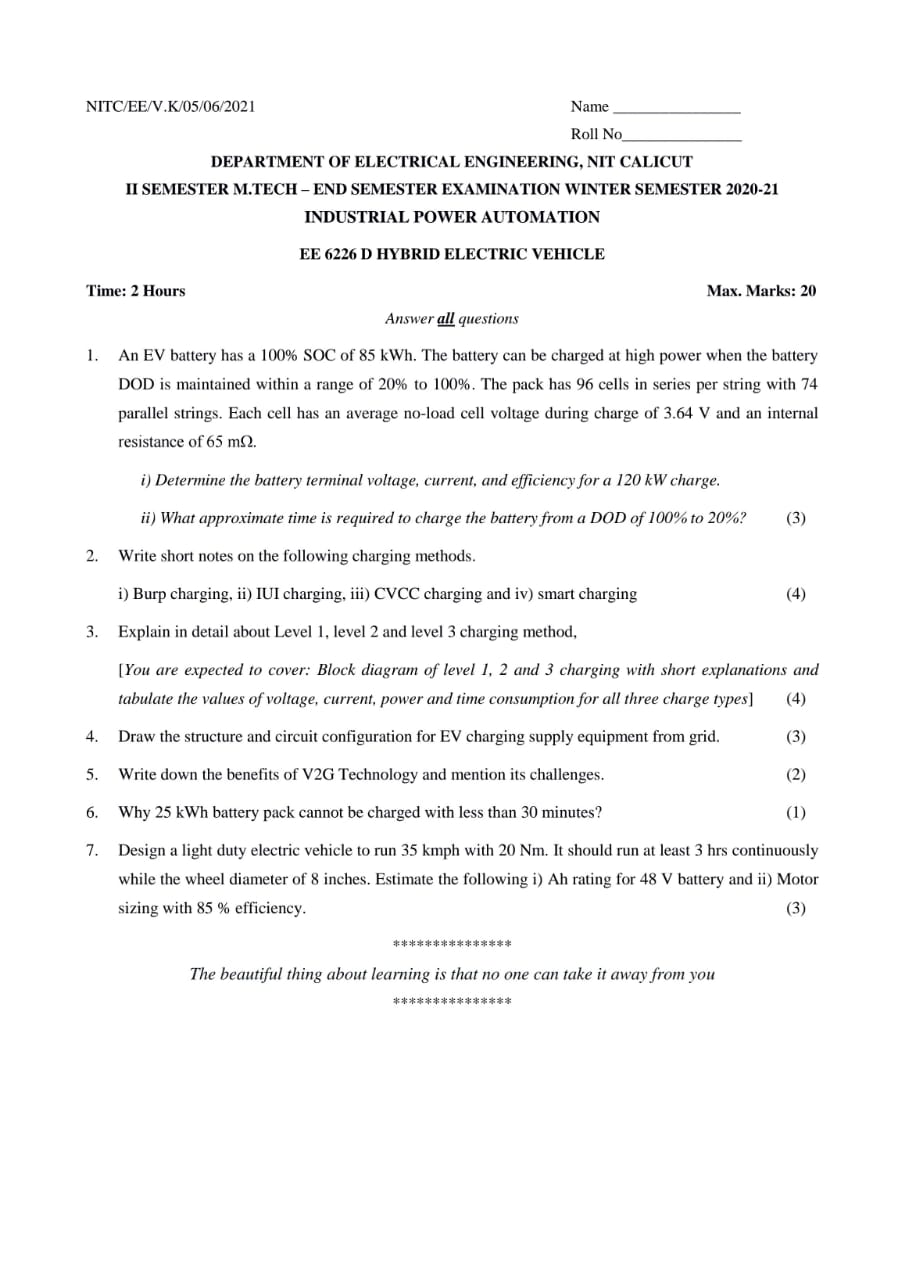 NITC/EE/V.K/05/06/2021 Name ________________
Roll No_______________
DEPARTMENT OF ELECTRICAL ENGINEERING, NIT CALICUT
II SEMESTER M.TECH – END SEMESTER EXAMINATION WINTER SEMESTER 2020-21
INDUSTRIAL POWER AUTOMATION
EE 6226 D HYBRID ELECTRIC VEHICLE
Time: 2 Hours Max. Marks: 20
Answer all questions
1. An EV battery has a 100% SOC of 85 kWh. The battery can be charged at high power when the battery
DOD is maintained within a range of 20% to 100%. The pack has 96 cells in series per string with 74
parallel strings. Each cell has an average no-load cell voltage during charge of 3.64 V and an internal
resistance of 65 mΩ.
i) Determine the battery terminal voltage, current, and efficiency for a 120 kW charge.
ii) What approximate time is required to charge the battery from a DOD of 100% to 20%? (3)
2. Write short notes on the following charging methods.
i) Burp charging, ii) IUI charging, iii) CVCC charging and iv) smart charging (4)
3. Explain in detail about Level 1, level 2 and level 3 charging method,
[You are expected to cover: Block diagram of level 1, 2 and 3 charging with short explanations and
tabulate the values of voltage, current, power and time consumption for all three charge types] (4)
4. Draw the structure and circuit configuration for EV charging supply equipment from grid. (3)
5. Write down the benefits of V2G Technology and mention its challenges. (2)
6. Why 25 kWh battery pack cannot be charged with less than 30 minutes? (1)
7. Design a light duty electric vehicle to run 35 kmph with 20 Nm. It should run at least 3 hrs continuously
while the wheel diameter of 8 inches. Estimate the following i) Ah rating for 48 V battery and ii) Motor
sizing with 85 % efficiency. (3)
***************
The beautiful thing about learning is that no one can take it away from you
***************